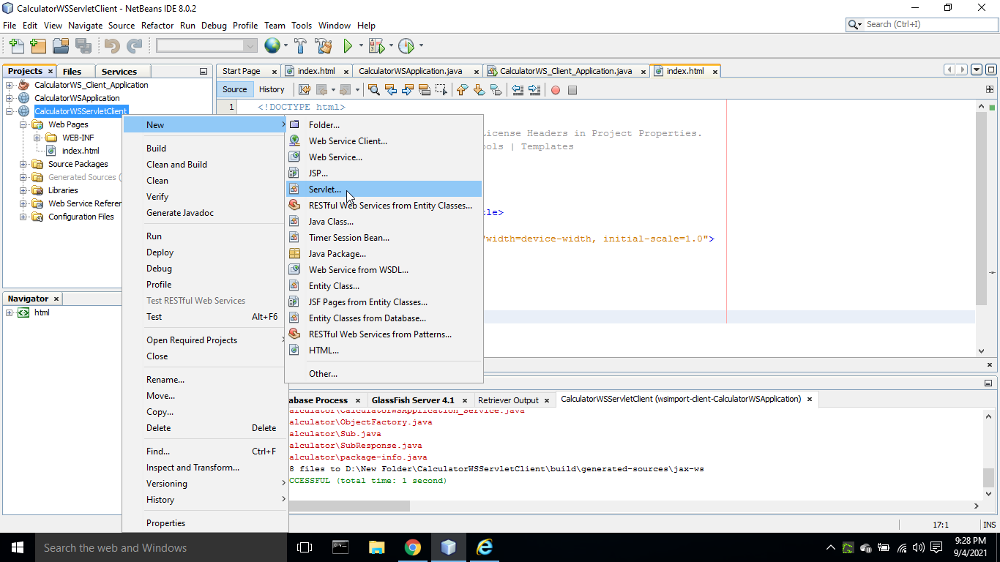 CalculatorWSServletClient - NetBeans IDE 8.0.2
File Edit View Navigate Source Refactor Run Debug Profile Team Tools Window Help
Search (Ctrl+I)
Projects Files Services
Start Page index.html CalculatorWSApplication.java CalculatorWS_Client_Application.java index.html
CalculatorWS_Client_Application
CalculatorWSApplication
CalculatorWSServletClient
Web Pages
WEB-INF
index.html
Source Packages
Generated Sources (
Libraries
Web Service Refere
Configuration Files
Navigator
html
Source History
1 <!DOCTYPE html>
License Headers in Project Properties.
ools | Templates
tle>
"width=device-width, initial-scale=1.0">
New
Build
Clean and Build
Clean
Verify
Generate Javadoc
Run
Deploy
Debug
Profile
Test RESTful Web Services
Test Alt+F6
Open Required Projects
Close
Rename...
Move...
Copy...
Delete Delete
Find... Ctrl+F
Inspect and Transform...
Versioning
History
Properties
Folder...
Web Service Client...
Web Service...
JSP...
Servlet...
RESTful Web Services from Entity Classes...
Java Class...
Timer Session Bean...
Java Package...
Web Service from WSDL...
Entity Class...
JSF Pages from Entity Classes...
Entity Classes from Database...
RESTful Web Services from Patterns...
HTML...
Other...
abase Process GlassFish Server 4.1 Retriever Output CalculatorWSServletClient (wsimport-client-CalculatorWSApplication)
alculator\CalculatorWSApplication_Service.java
alculator\ObjectFactory.java
alculator\Sub.java
alculator\SubResponse.java
alculator\package-info.java
8 files to D:\New Folder\CalculatorWSServletClient\build\generated-sources\jax-ws
CCESSFUL (total time: 1 second)
17:1 INS
Search the web and Windows
9:28 PM
9/4/2021